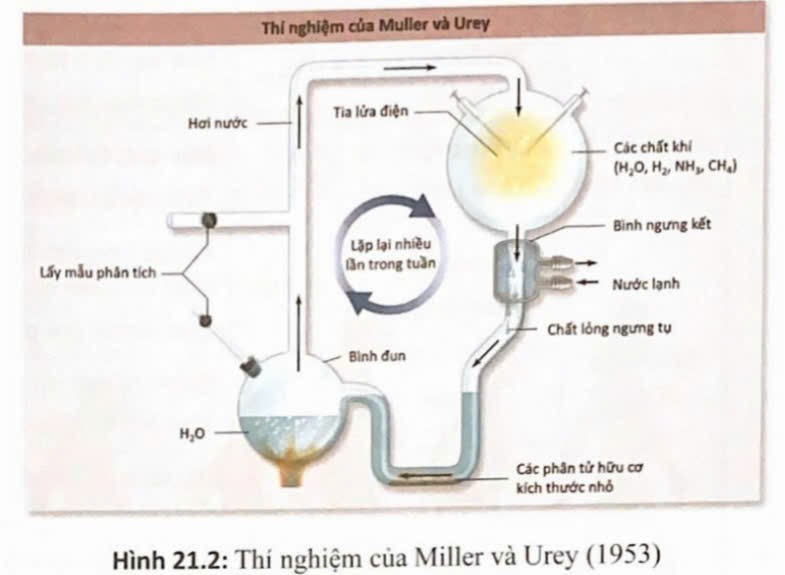 Thí nghiệm của Muller và Urey
Hơi nước
Tia lửa điện
Các chất khí
(H₂O, H₂, NH₃, CH₄)
Bình ngưng kết
Lặp lại nhiều
lần trong tuần
Lấy mẫu phân tích
Nước lạnh
Chất lỏng ngưng tụ
Bình đun
H₂O
Các phân tử hữu cơ
kích thước nhỏ
Hình 21.2: Thí nghiệm của Miller và Urey (1953)